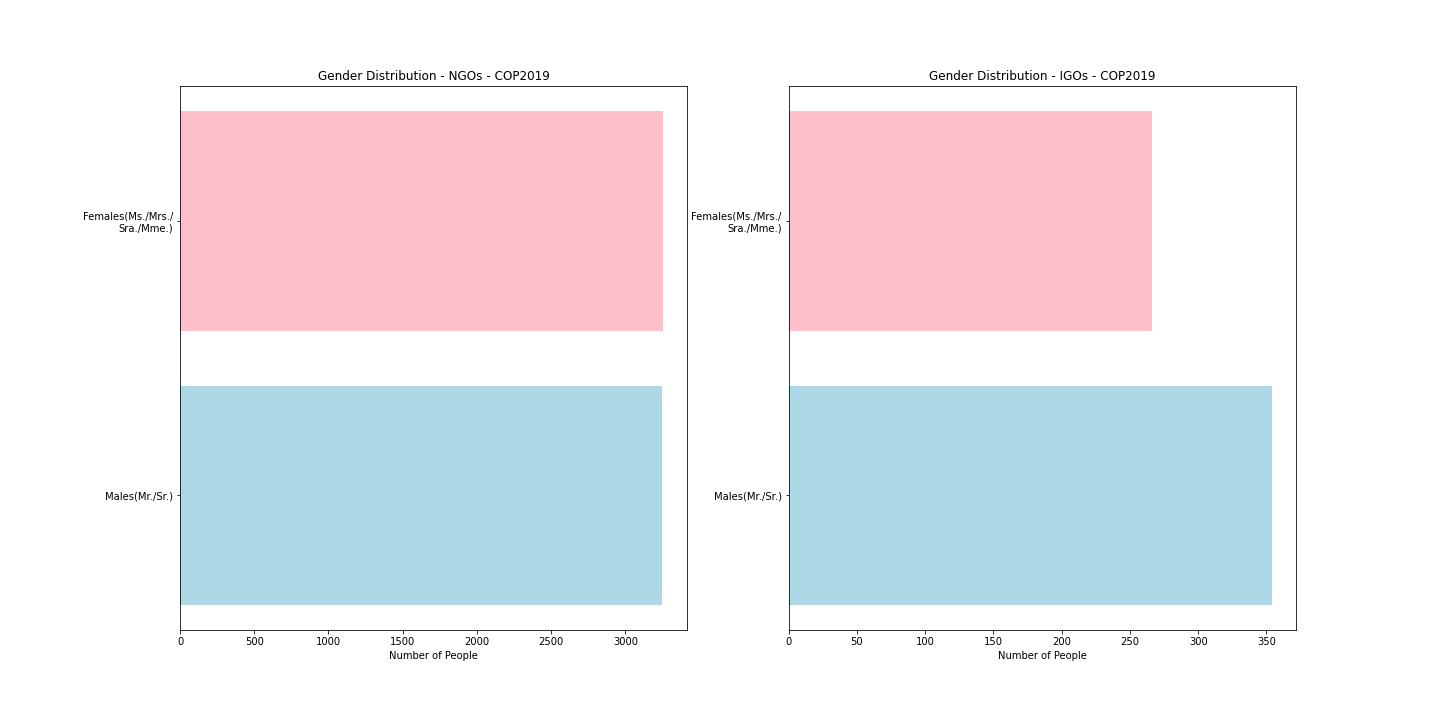 Gender Distribution - NGOs - COP2019
Females(Ms./Mrs./
Sra./Mme.)
Males(Mr./Sr.)
0 500 1000 1500 2000 2500 3000
Number of People
Gender Distribution - IGOs - COP2019
Females(Ms./Mrs./
Sra./Mme.)
Males(Mr./Sr.)
0 50 100 150 200 250 300 350
Number of People